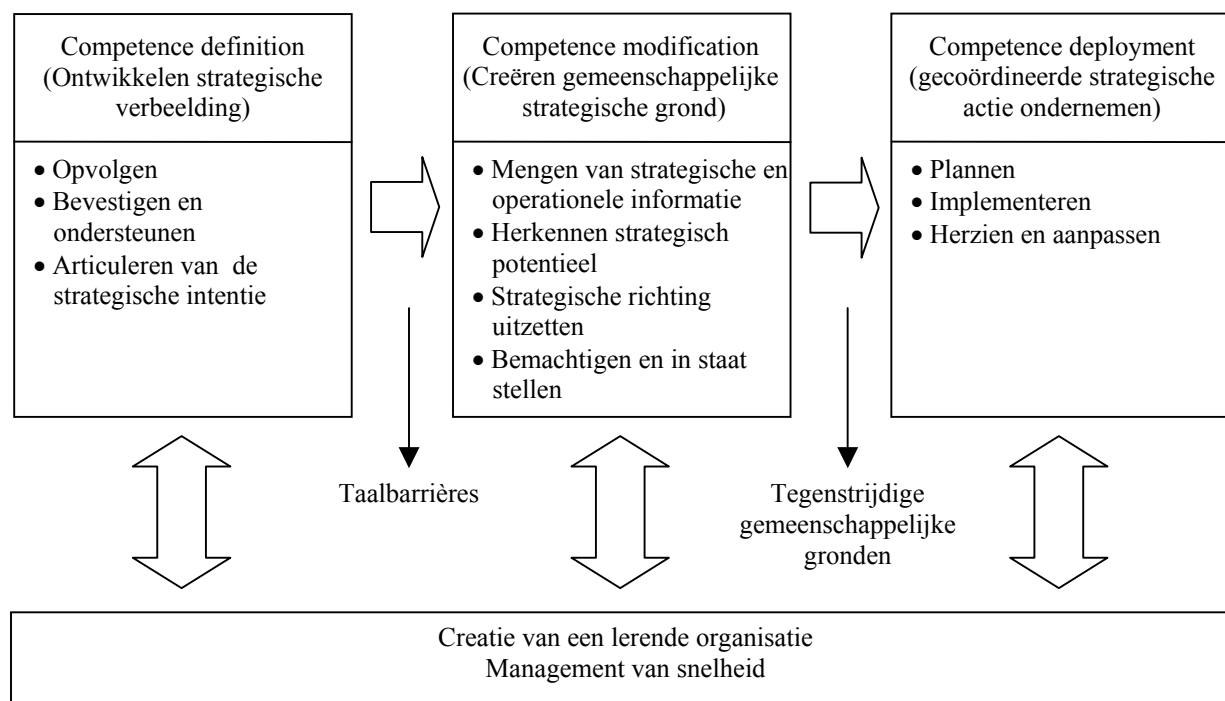 Competence definition
(Ontwikkelen strategische
verbeelding)
• Opvolgen
• Bevestigen en
ondersteunen
• Articuleren van de
strategische intentie
Competence modification
(Creëren gemeenschappelijke
strategische grond)
• Mengen van strategische en
operationele informatie
• Herkennen strategisch
potentieel
• Strategische richting
uitzetten
• Bemachtigen en in staat
stellen
Competence deployment
(gecoördineerde strategische
actie ondernemen)
• Plannen
• Implementeren
• Herzien en aanpassen
Taalbarrières
Tegenstrijdige
gemeenschappelijke
gronden
Creatie van een lerende organisatie
Management van snelheid